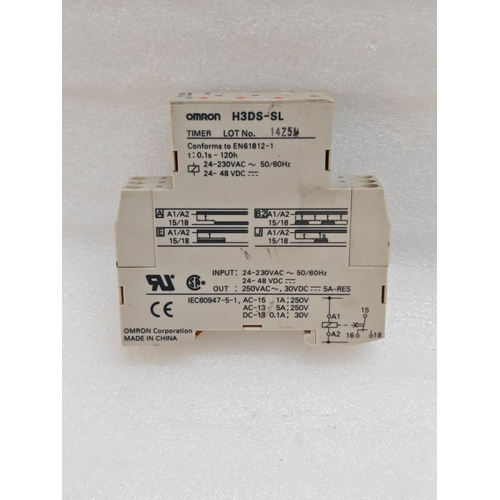 OMRON H3DS-SL
TIMER LOT No. 14Z5M
Conforms to EN61812-1
t: 0.1s - 120h
24-230VAC ~ 50/60Hz
24- 48 VDC ⎓
A A1/A2
15/18
B2 A1/A2
15/18
E A1/A2
15/18
J A1/A2
15/18 1s
INPUT: 24-230VAC ~ 50/60Hz
24- 48 VDC ⎓
OUT : 250VAC~, 30VDC ⎓ 5A-RES
IEC60947-5-1, AC-15 1A; 250V
AC-13 5A; 250V
DC-13 0.1A; 30V
OMRON Corporation
MADE IN CHINA
A1
A2
15
16
18
CE